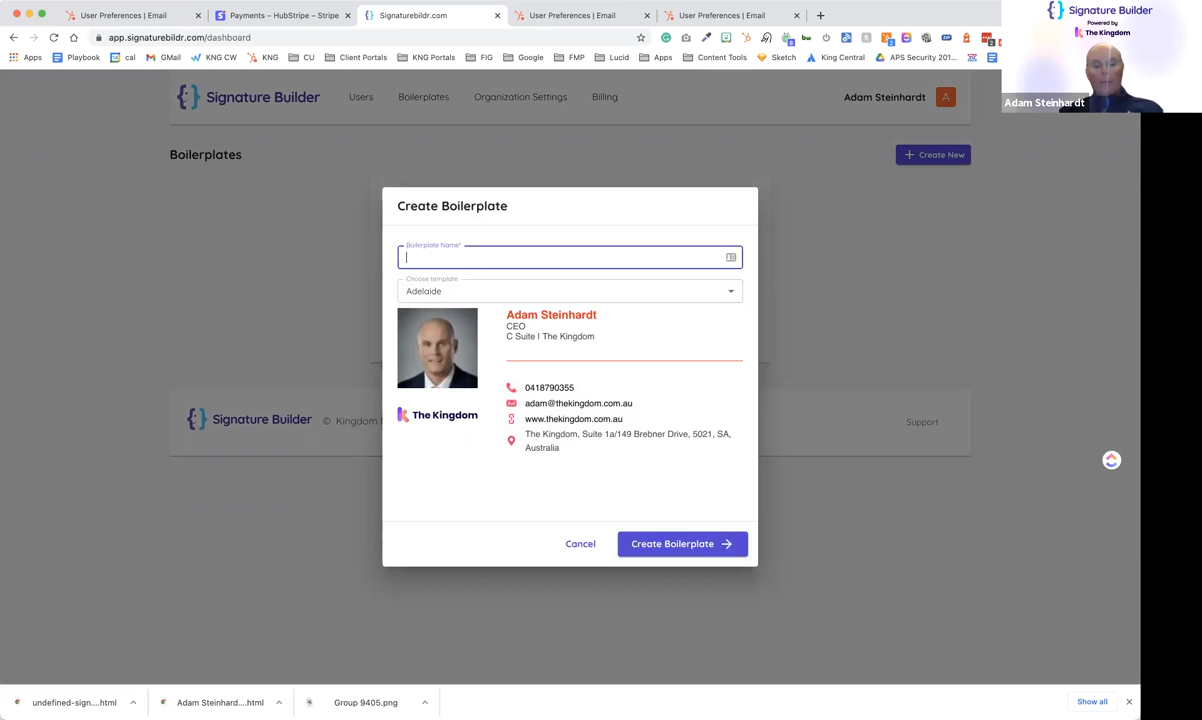 User Preferences | Email
Payments – HubStripe – Stripe
Signaturebildr.com
User Preferences | Email
User Preferences | Email
app.signaturebildr.com/dashboard
Apps
Playbook
cal
GMail
KNG CW
KNG
CU
Client Portals
KNG Portals
Google
FIG
FMP
Lucid
Apps
Content Tools
Sketch
King Central
APS Security 201...
Signature Builder
Powered by
The Kingdom
Adam Steinhardt
Signature Builder
Users
Boilerplates
Organization Settings
Billing
Adam Steinhardt
A
Boilerplates
Create New
Create Boilerplate
Boilerplate Name*
Choose template
Adelaide
Adam Steinhardt
CEO
C Suite | The Kingdom
The Kingdom
0418790355
adam@thekingdom.com.au
www.thekingdom.com.au
The Kingdom, Suite 1a/149 Brebner Drive, 5021, SA,
Australia
Signature Builder
© Kingdom
Support
Cancel
Create Boilerplate
undefined-sign....html
Adam Steinhard....html
Group 9405.png
Show all